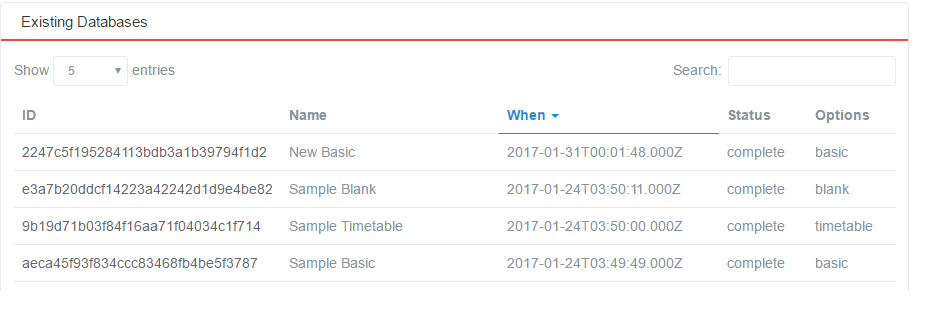 Existing Databases
Show 5 entries Search:
ID Name When Status Options
2247c5f195284113bdb3a1b39794f1d2 New Basic 2017-01-31T00:01:48.000Z complete basic
e3a7b20ddcf14223a42242d1d9e4be82 Sample Blank 2017-01-24T03:50:11.000Z complete blank
9b19d71b03f84f16aa71f04034c1f714 Sample Timetable 2017-01-24T03:50:00.000Z complete timetable
aeca45f93f834ccc83468fb4be5f3787 Sample Basic 2017-01-24T03:49:49.000Z complete basic